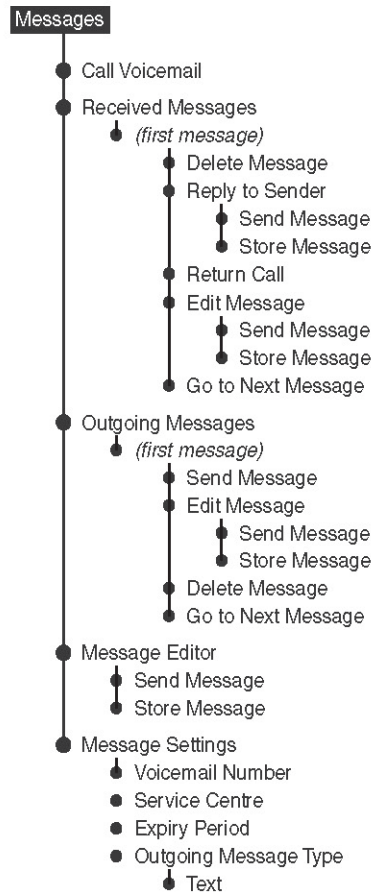 Messages
Call Voicemail
Received Messages
(first message)
Delete Message
Reply to Sender
Send Message
Store Message
Return Call
Edit Message
Send Message
Store Message
Go to Next Message
Outgoing Messages
(first message)
Send Message
Edit Message
Send Message
Store Message
Delete Message
Go to Next Message
Message Editor
Send Message
Store Message
Message Settings
Voicemail Number
Service Centre
Expiry Period
Outgoing Message Type
Text